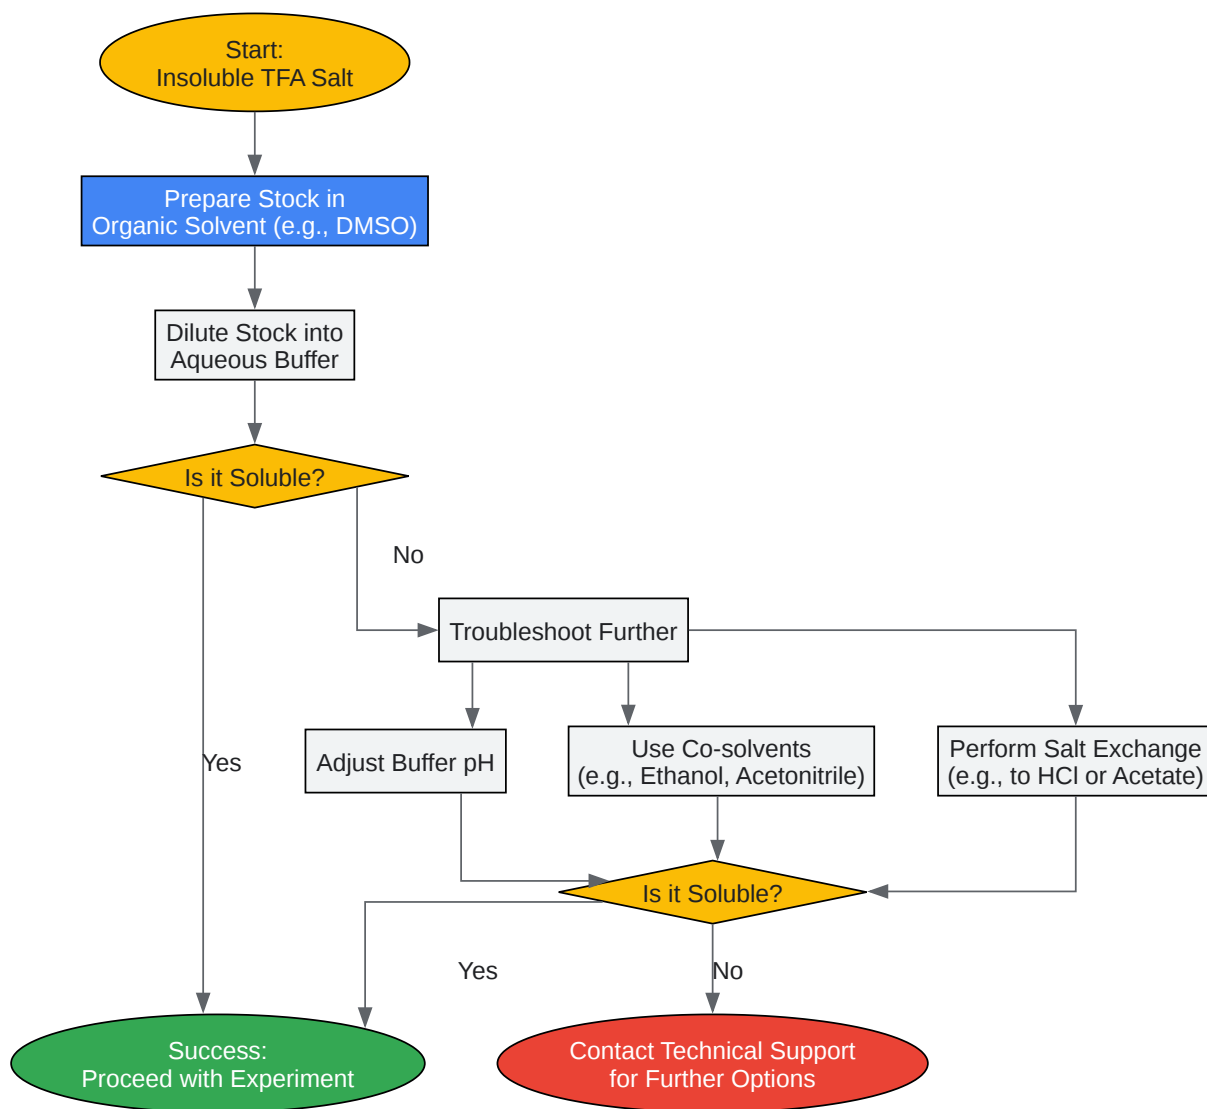 Start:
Insoluble TFA Salt
Prepare Stock in
Organic Solvent (e.g., DMSO)
Dilute Stock into
Aqueous Buffer
Is it Soluble?
No
Troubleshoot Further
Yes
Adjust Buffer pH
Use Co-solvents
(e.g., Ethanol, Acetonitrile)
Perform Salt Exchange
(e.g., to HCl or Acetate)
Is it Soluble?
Yes
No
Success:
Proceed with Experiment
Contact Technical Support
for Further Options